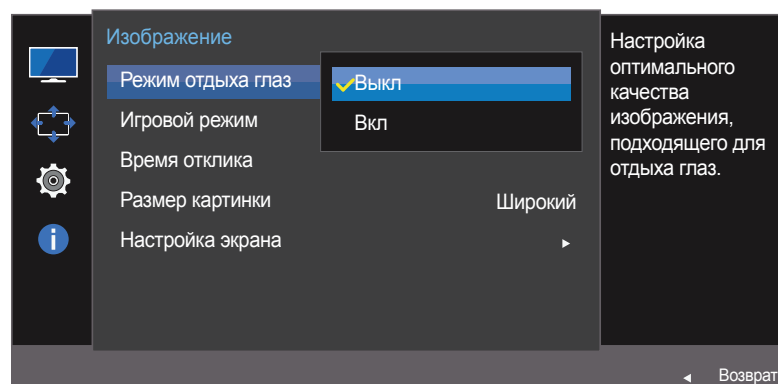 Изображение
Режим отдыха глаз
Выкл
Игровой режим
Вкл
Время отклика
Размер картинки
Широкий
Настройка экрана
Настройка
оптимального
качества
изображения,
подходящего для
отдыха глаз.
Возврат